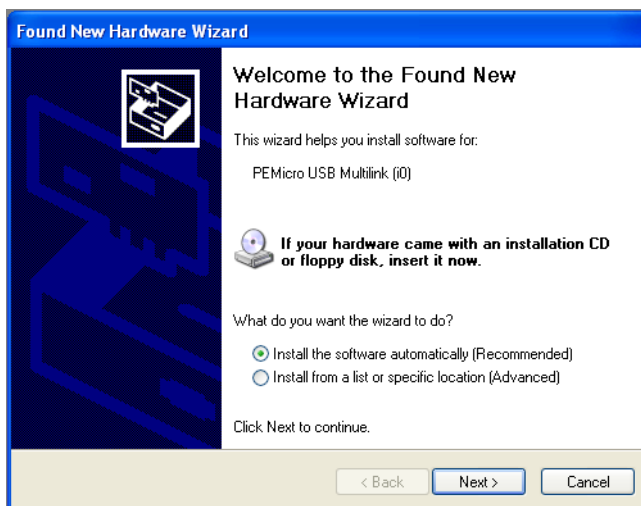 Found New Hardware Wizard
Welcome to the Found New
Hardware Wizard
This wizard helps you install software for:
PEMicro USB Multilink (i0)
If your hardware came with an installation CD
or floppy disk, insert it now.
What do you want the wizard to do?
Install the software automatically (Recommended)
Install from a list or specific location (Advanced)
Click Next to continue.
< Back
Next >
Cancel